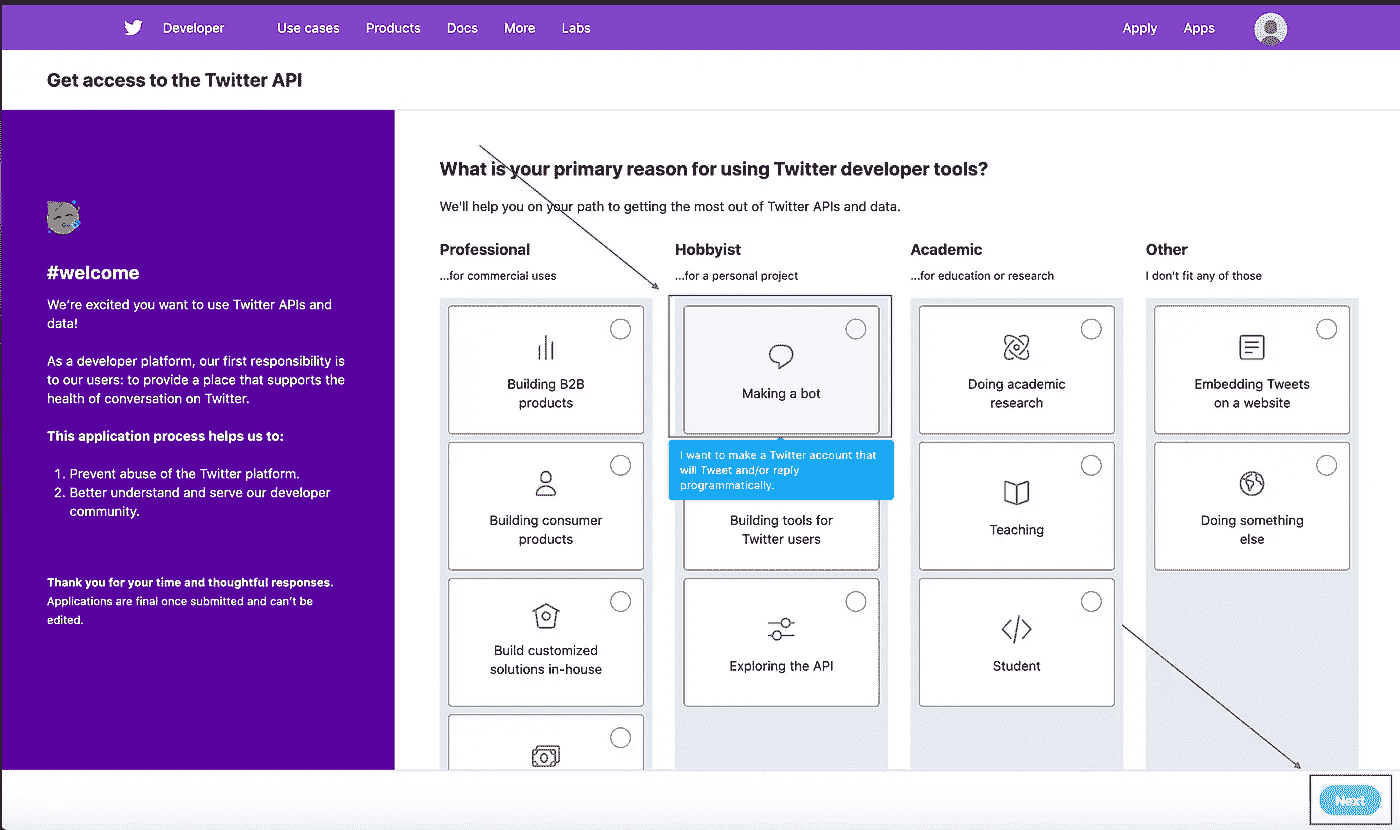 Developer
Use cases
Products
Docs
More
Labs
Apply
Apps
Get access to the Twitter API
#welcome
We're excited you want to use Twitter APIs and
data!
As a developer platform, our first responsibility is
to our users: to provide a place that supports the
health of conversation on Twitter.
This application process helps us to:
1. Prevent abuse of the Twitter platform.
2. Better understand and serve our developer
community.
Thank you for your time and thoughtful responses.
Applications are final once submitted and can't be
edited.
What is your primary reason for using Twitter developer tools?
We'll help you on your path to getting the most out of Twitter APIs and data.
Professional
...for commercial uses
Building B2B
products
Building consumer
products
Build customized
solutions in-house
Hobbyist
...for a personal project
Making a bot
I want to make a Twitter account that
will Tweet and/or reply
programmatically.
Building tools for
Twitter users
Exploring the API
Academic
...for education or research
Doing academic
research
Teaching
Student
Other
I don't fit any of those
Embedding Tweets
on a website
Doing something
else
Next